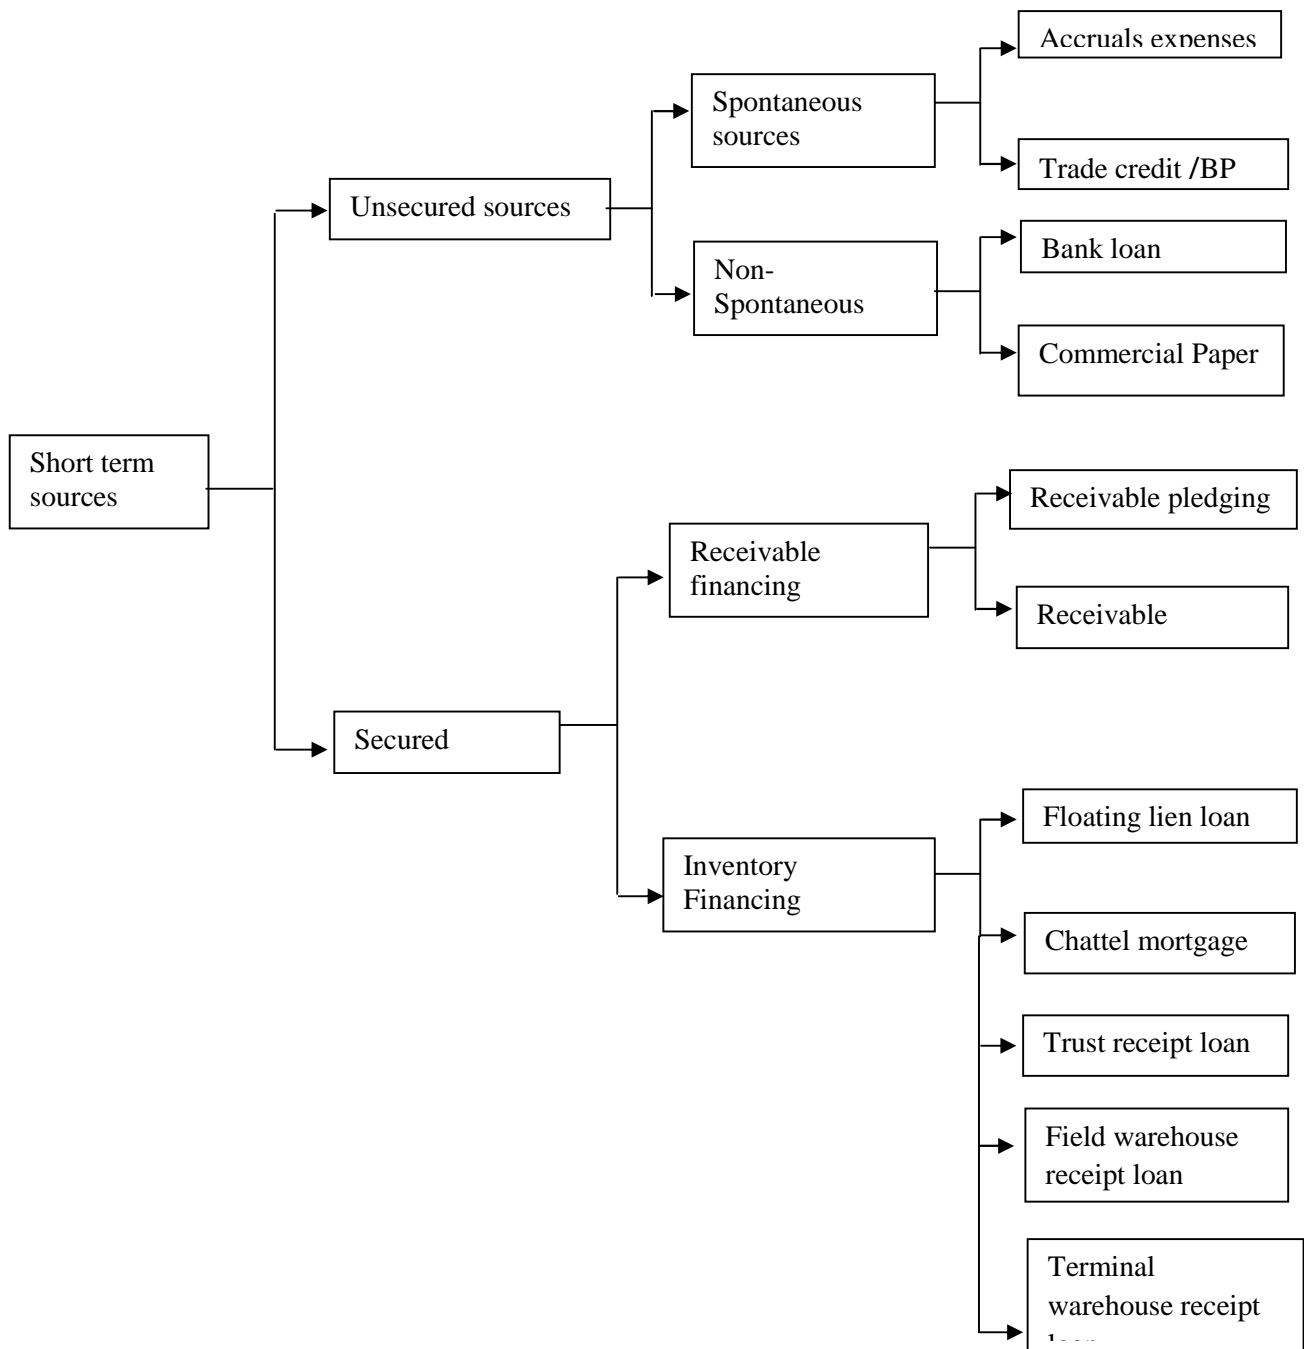 Accruals expenses
Spontaneous
sources
Trade credit /BP
Unsecured sources
Bank loan
Non-
Spontaneous
Commercial Paper
Short term
sources
Receivable pledging
Receivable
financing
Receivable
Secured
Floating lien loan
Inventory
Financing
Chattel mortgage
Trust receipt loan
Field warehouse
receipt loan
Terminal
warehouse receipt